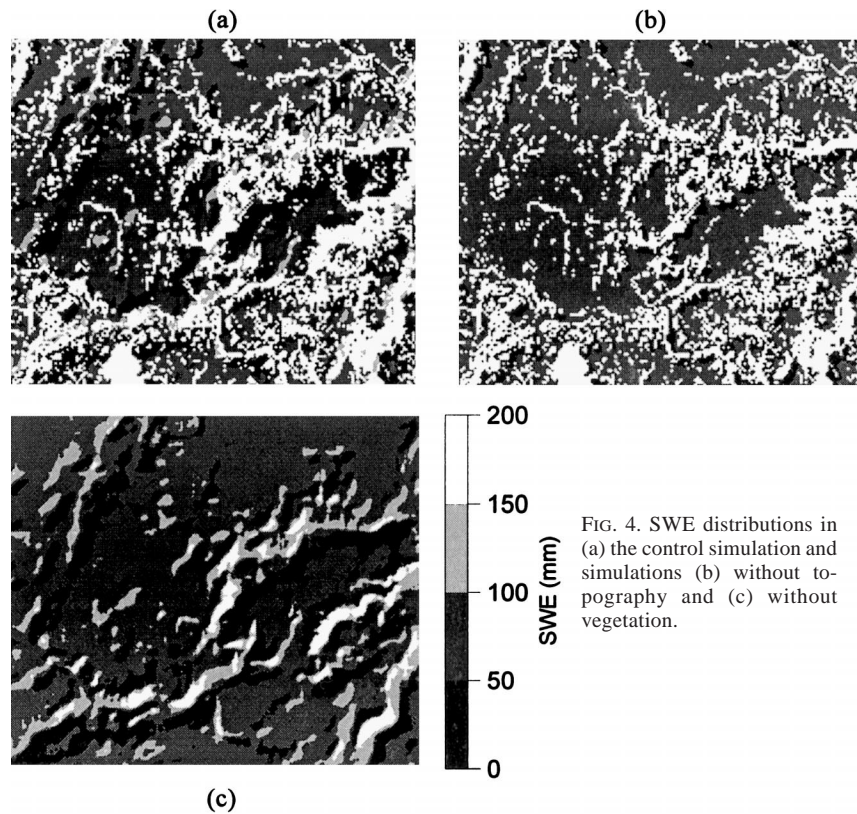 (a)
(b)
200
150
100
50
0
SWE (mm)
FIG. 4. SWE distributions in
(a) the control simulation and
simulations (b) without to-
pography and (c) without
vegetation.
(c)